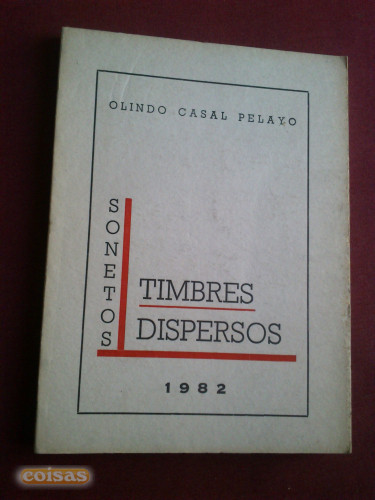 OLINDO CASAL PELAYO
SONETOS
TIMBRES
DISPERSOS
1982
coisas